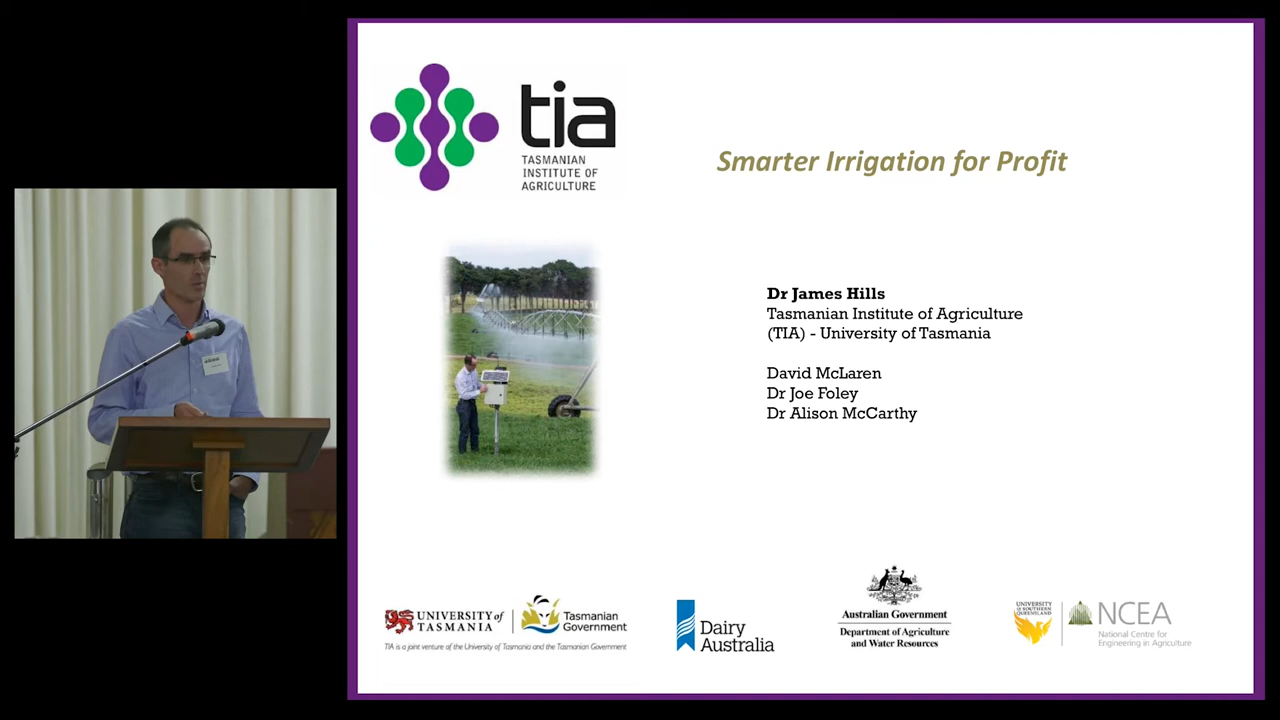 tia
TASMANIAN
INSTITUTE OF
AGRICULTURE
Smarter Irrigation for Profit
Dr James Hills
Tasmanian Institute of Agriculture
(TIA) - University of Tasmania
David McLaren
Dr Joe Foley
Dr Alison McCarthy
UNIVERSITY of
TASMANIA
Tasmanian
Government
TIA is a joint venture of the University of Tasmania and the Tasmanian Government
Dairy
Australia
Australian Government
Department of Agriculture
and Water Resources
UNIVERSITY
OF SOUTHERN
QUEENSLAND
NCEA
National Centre for
Engineering in Agriculture